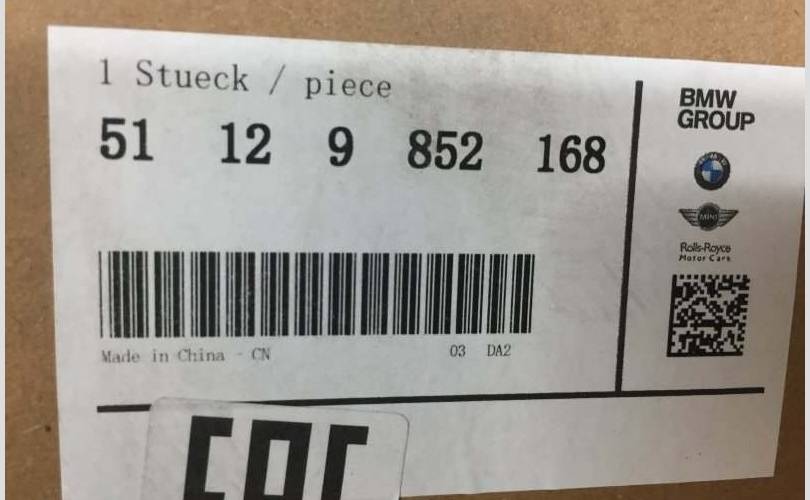 1 Stueck / piece
51 12 9 852 168
BMW
GROUP
MINI
Rolls-Royce
Motor Cars
Made in China - CN
03 DA2
EAC